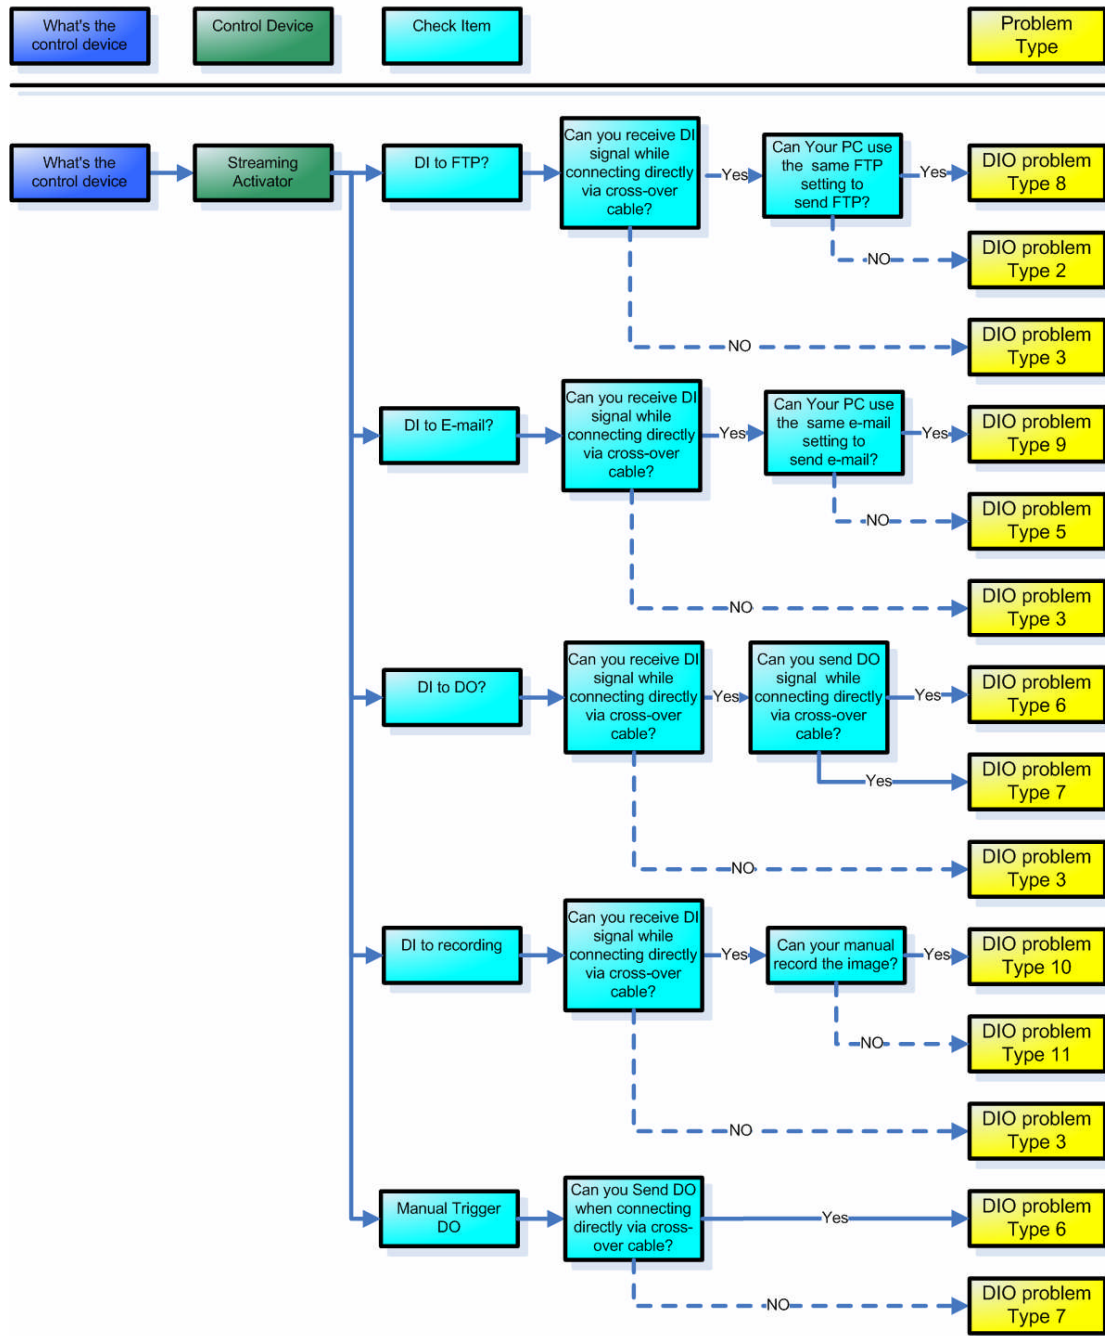 What's the
control device
Control Device
Check Item
Problem
Type
What's the
control device
Streaming
Activator
DI to FTP?
Can you receive DI
signal while
connecting directly
via cross-over
cable?
Yes
Can Your PC use
the same FTP
setting to
send FTP?
Yes
DIO problem
Type 8
NO
DIO problem
Type 2
NO
DIO problem
Type 3
DI to E-mail?
Can you receive DI
signal while
connecting directly
via cross-over
cable?
Yes
Can Your PC use
the same e-mail
setting to
send e-mail?
Yes
DIO problem
Type 9
NO
DIO problem
Type 5
NO
DIO problem
Type 3
DI to DO?
Can you receive DI
signal while
connecting directly
via cross-over
cable?
Yes
Can you send DO
signal while
connecting directly
via cross-over
cable?
Yes
DIO problem
Type 6
Yes
DIO problem
Type 7
NO
DIO problem
Type 3
DI to recording
Can you receive DI
signal while
connecting directly
via cross-over
cable?
Yes
Can your manual
record the image?
Yes
DIO problem
Type 10
NO
DIO problem
Type 11
NO
DIO problem
Type 3
Manual Trigger
DO
Can you Send DO
when connecting
directly via cross-
over cable?
Yes
DIO problem
Type 6
NO
DIO problem
Type 7